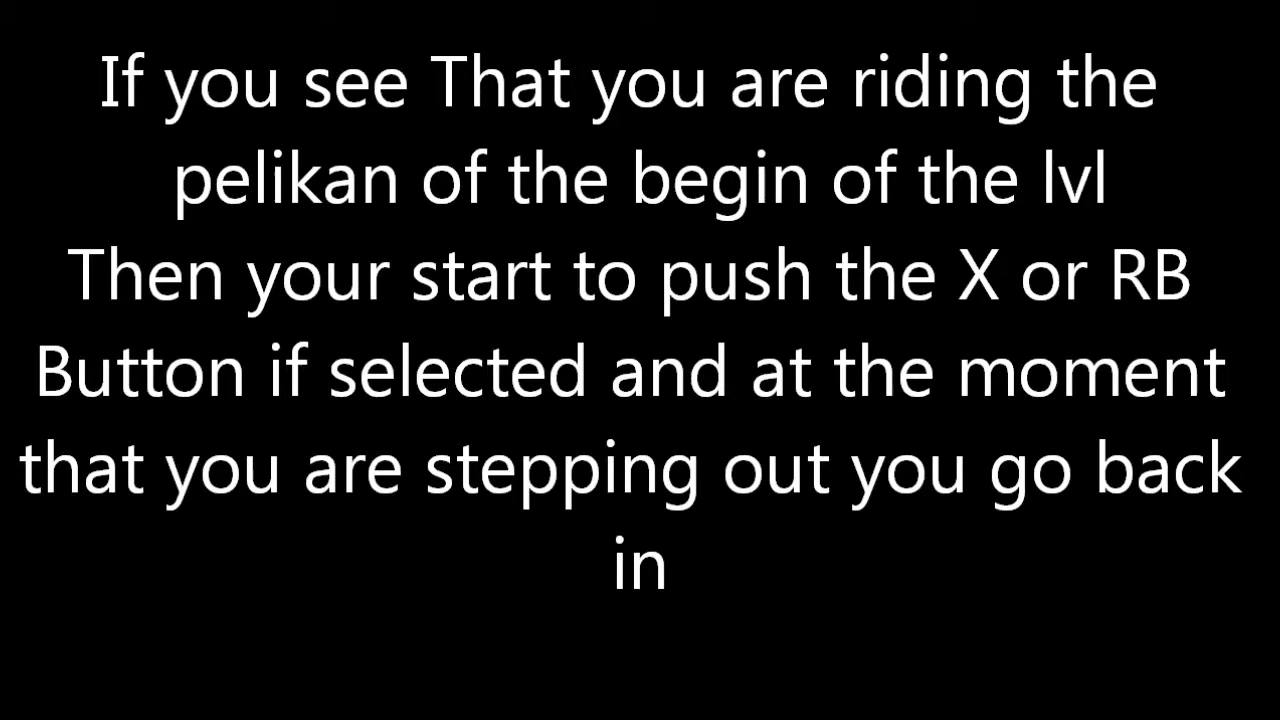 If you see That you are riding the
pelikan of the begin of the lvl
Then your start to push the X or RB
Button if selected and at the moment
that you are stepping out you go back
in